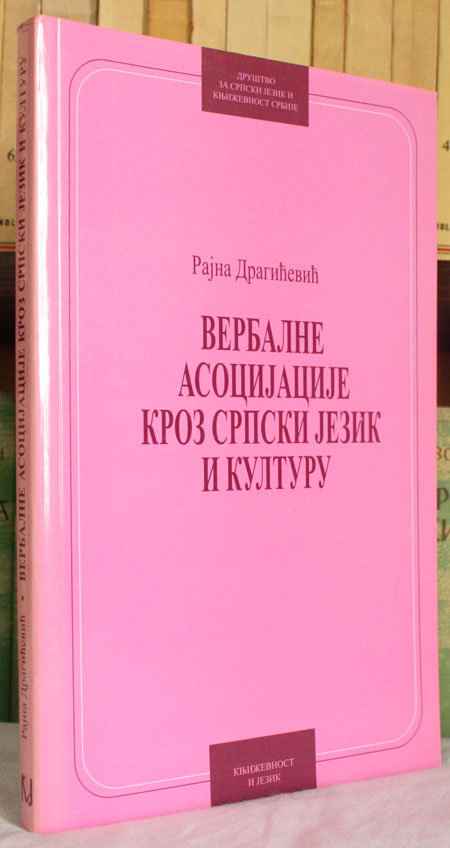 ДРУШТВО
ЗА СРПСКИ ЈЕЗИК И
КЊИЖЕВНОСТ СРБИЈЕ
Рајна Драгићевић
ВЕРБАЛНЕ
АСОЦИЈАЦИЈЕ
КРОЗ СРПСКИ ЈЕЗИК
И КУЛТУРУ
КЊИЖЕВНОСТ
И ЈЕЗИК
Рајна Драгићевић • ВЕРБАЛНЕ АСОЦИЈАЦИЈЕ КРОЗ СРПСКИ ЈЕЗИК И КУЛТУРУ